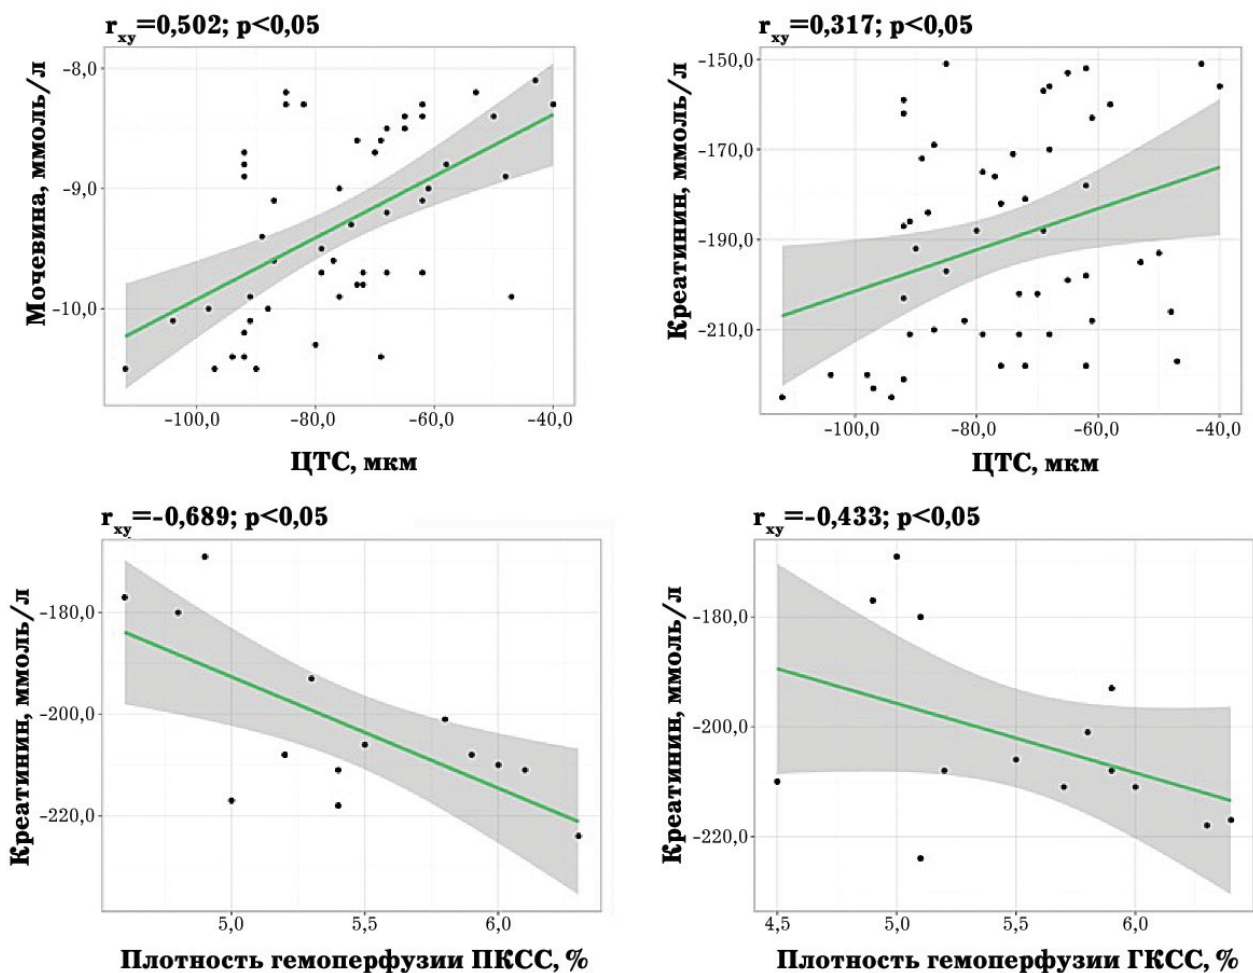 r_xy=0,502; p<0,05
Мочевина, ммоль/л
-8,0
-9,0
-10,0
-100,0 -80,0 -60,0 -40,0
ЦТС, мкм
r_xy=0,317; p<0,05
Креатинин, ммоль/л
-150,0
-170,0
-190,0
-210,0
-100,0 -80,0 -60,0 -40,0
ЦТС, мкм
r_xy=-0,689; p<0,05
Креатинин, ммоль/л
-180,0
-200,0
-220,0
5,0 5,5 6,0
Плотность гемоперфузии ПКСС, %
r_xy=-0,433; p<0,05
Креатинин, ммоль/л
-180,0
-200,0
-220,0
4,5 5,0 5,5 6,0
Плотность гемоперфузии ГКСС, %